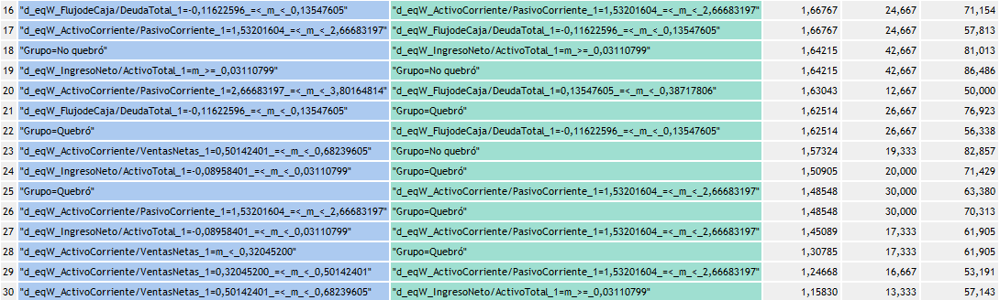 16 "d_eqW_FlujodeCaja/DeudaTotal_1=-0,11622596_=<_m_<_0,13547605" "d_eqW_ActivoCorriente/PasivoCorriente_1=1,53201604_=<_m_<_2,66683197" 1,66767 24,667 71,154
17 "d_eqW_ActivoCorriente/PasivoCorriente_1=1,53201604_=<_m_<_2,66683197" "d_eqW_FlujodeCaja/DeudaTotal_1=-0,11622596_=<_m_<_0,13547605" 1,66767 24,667 57,813
18 "Grupo=No quebró" "d_eqW_IngresoNeto/ActivoTotal_1=m_>=_0,03110799" 1,64215 42,667 81,013
19 "d_eqW_IngresoNeto/ActivoTotal_1=m_>=_0,03110799" "Grupo=No quebró" 1,64215 42,667 86,486
20 "d_eqW_ActivoCorriente/PasivoCorriente_1=2,66683197_=<_m_<_3,80164814" "d_eqW_FlujodeCaja/DeudaTotal_1=0,13547605_=<_m_<_0,38717806" 1,63043 12,667 50,000
21 "d_eqW_FlujodeCaja/DeudaTotal_1=-0,11622596_=<_m_<_0,13547605" "Grupo=Quebró" 1,62514 26,667 76,923
22 "Grupo=Quebró" "d_eqW_FlujodeCaja/DeudaTotal_1=-0,11622596_=<_m_<_0,13547605" 1,62514 26,667 56,338
23 "d_eqW_ActivoCorriente/VentasNetas_1=0,50142401_=<_m_<_0,68239605" "Grupo=No quebró" 1,57324 19,333 82,857
24 "d_eqW_IngresoNeto/ActivoTotal_1=-0,08958401_=<_m_<_0,03110799" "Grupo=Quebró" 1,50905 20,000 71,429
25 "Grupo=Quebró" "d_eqW_ActivoCorriente/PasivoCorriente_1=1,53201604_=<_m_<_2,66683197" 1,48548 30,000 63,380
26 "d_eqW_ActivoCorriente/PasivoCorriente_1=1,53201604_=<_m_<_2,66683197" "Grupo=Quebró" 1,48548 30,000 70,313
27 "d_eqW_IngresoNeto/ActivoTotal_1=-0,08958401_=<_m_<_0,03110799" "d_eqW_ActivoCorriente/PasivoCorriente_1=1,53201604_=<_m_<_2,66683197" 1,45089 17,333 61,905
28 "d_eqW_ActivoCorriente/VentasNetas_1=m_<_0,32045200" "Grupo=Quebró" 1,30785 17,333 61,905
29 "d_eqW_ActivoCorriente/VentasNetas_1=0,32045200_=<_m_<_0,50142401" "d_eqW_ActivoCorriente/PasivoCorriente_1=1,53201604_=<_m_<_2,66683197" 1,24668 16,667 53,191
30 "d_eqW_ActivoCorriente/VentasNetas_1=0,50142401_=<_m_<_0,68239605" "d_eqW_IngresoNeto/ActivoTotal_1=m_>=_0,03110799" 1,15830 13,333 57,143